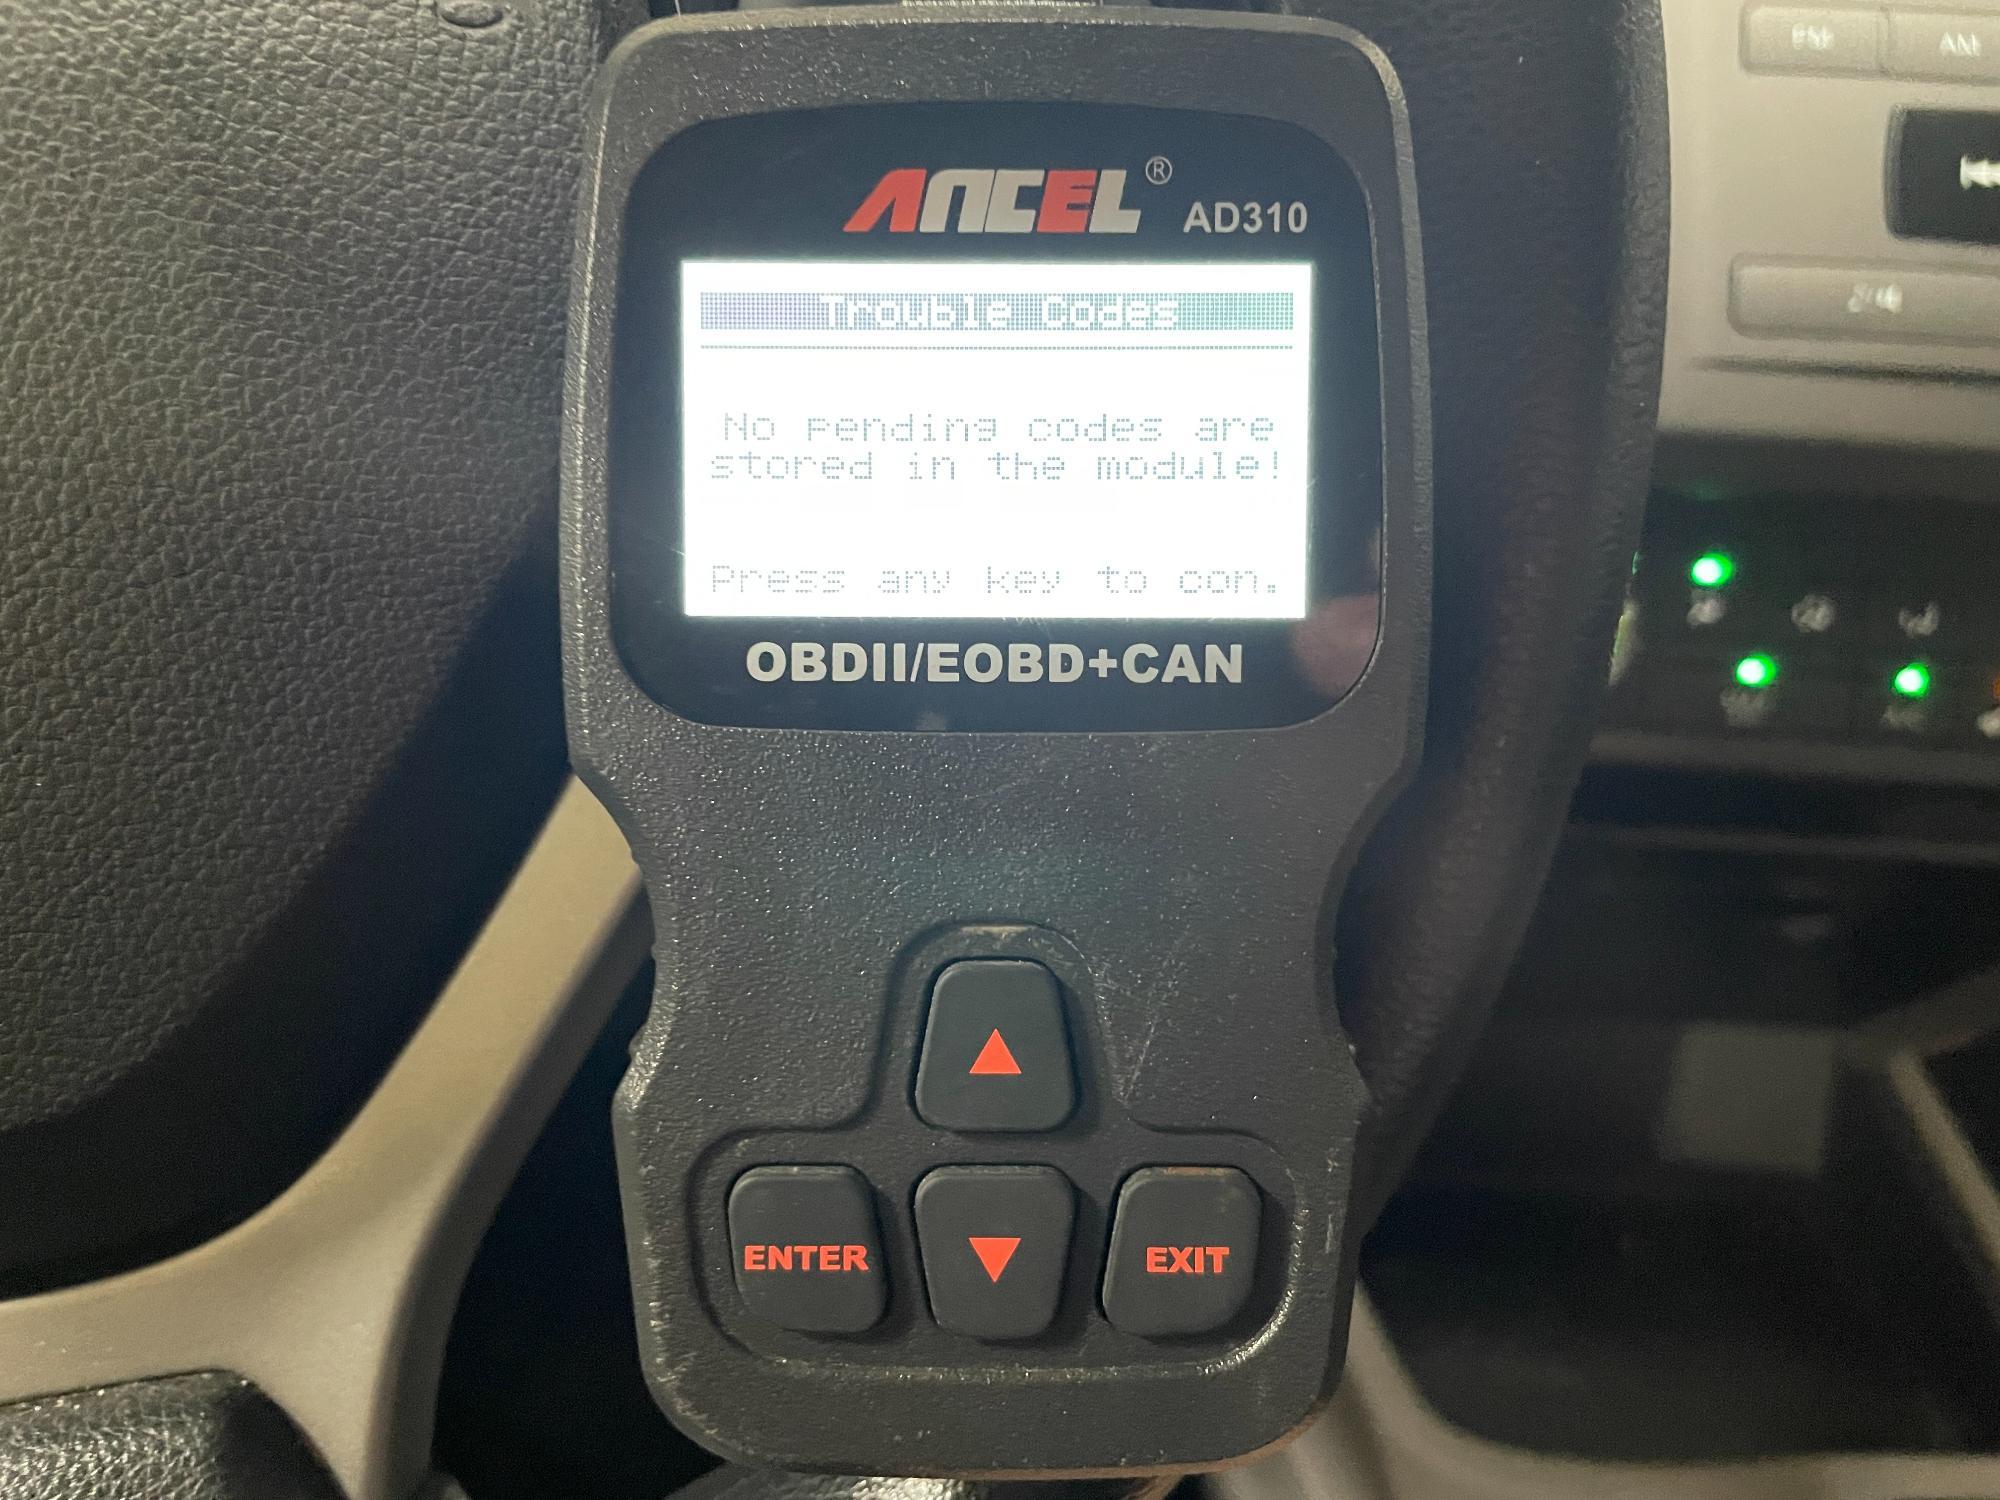 ANCEL® AD310
Trouble Codes
No pending codes are
stored in the module!
Press any key to con.
OBDII/EOBD+CAN
ENTER
EXIT